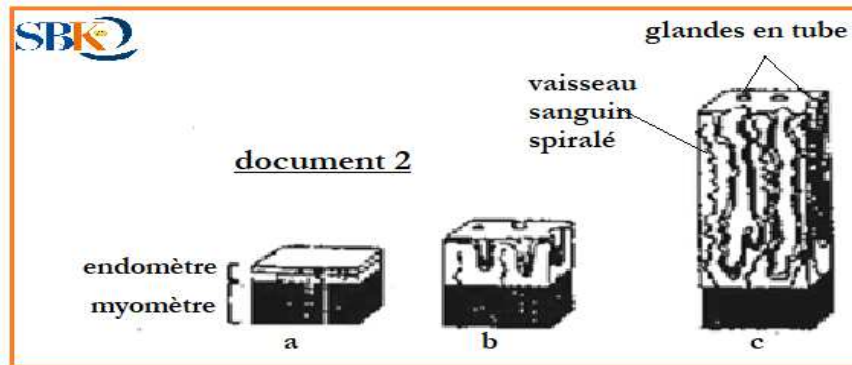 SBK
glandes en tube
vaisseau
sanguin
spiralé
document 2
endomètre
myomètre
a
b
c